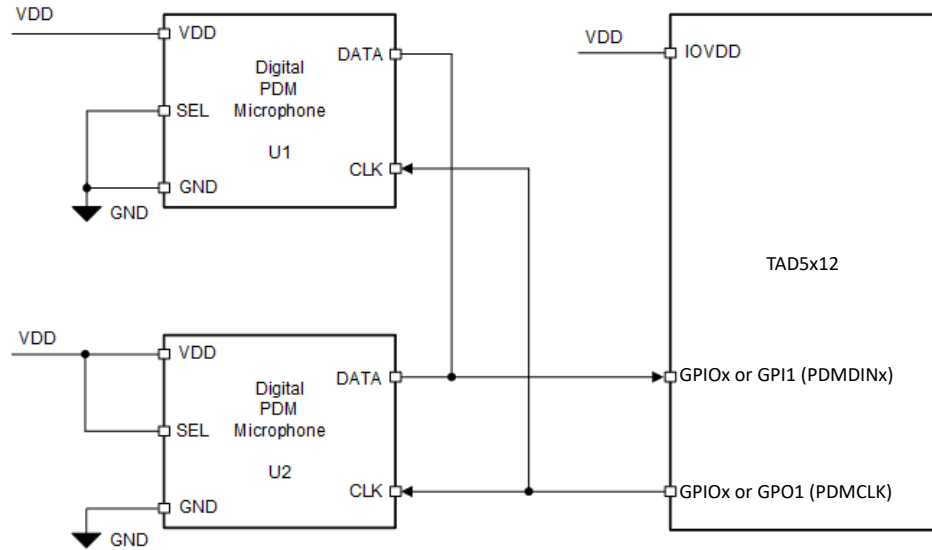 VDD
VDD
SEL
GND
GND
Digital
PDM
Microphone
U1
DATA
CLK
VDD
IOVDD
TAD5x12
VDD
VDD
SEL
GND
GND
Digital
PDM
Microphone
U2
DATA
CLK
GPIOx or GPI1 (PDMDINx)
GPIOx or GPO1 (PDMCLK)